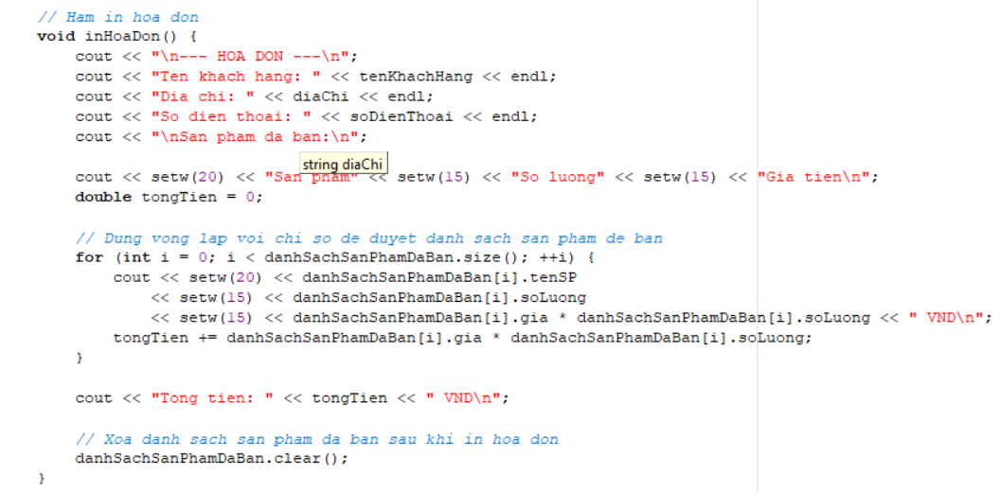 // Ham in hoa don
void inHoaDon() {
    cout << "\n--- HOA DON ---\n";
    cout << "Ten khach hang: " << tenKhachHang << endl;
    cout << "Dia chi: " << diaChi << endl;
    cout << "So dien thoai: " << soDienThoai << endl;
    cout << "\nSan pham da ban:\n";
string diaChi
    cout << setw(20) << "San pham" << setw(15) << "So luong" << setw(15) << "Gia tien\n";
    double tongTien = 0;
    // Dung vong lap voi chi so de duyet danh sach san pham de ban
    for (int i = 0; i < danhSachSanPhamDaBan.size(); ++i) {
        cout << setw(20) << danhSachSanPhamDaBan[i].tenSP
            << setw(15) << danhSachSanPhamDaBan[i].soLuong
            << setw(15) << danhSachSanPhamDaBan[i].gia * danhSachSanPhamDaBan[i].soLuong << " VND\n";
        tongTien += danhSachSanPhamDaBan[i].gia * danhSachSanPhamDaBan[i].soLuong;
    }
    cout << "Tong tien: " << tongTien << " VND\n";
    // Xoa danh sach san pham da ban sau khi in hoa don
    danhSachSanPhamDaBan.clear();
}